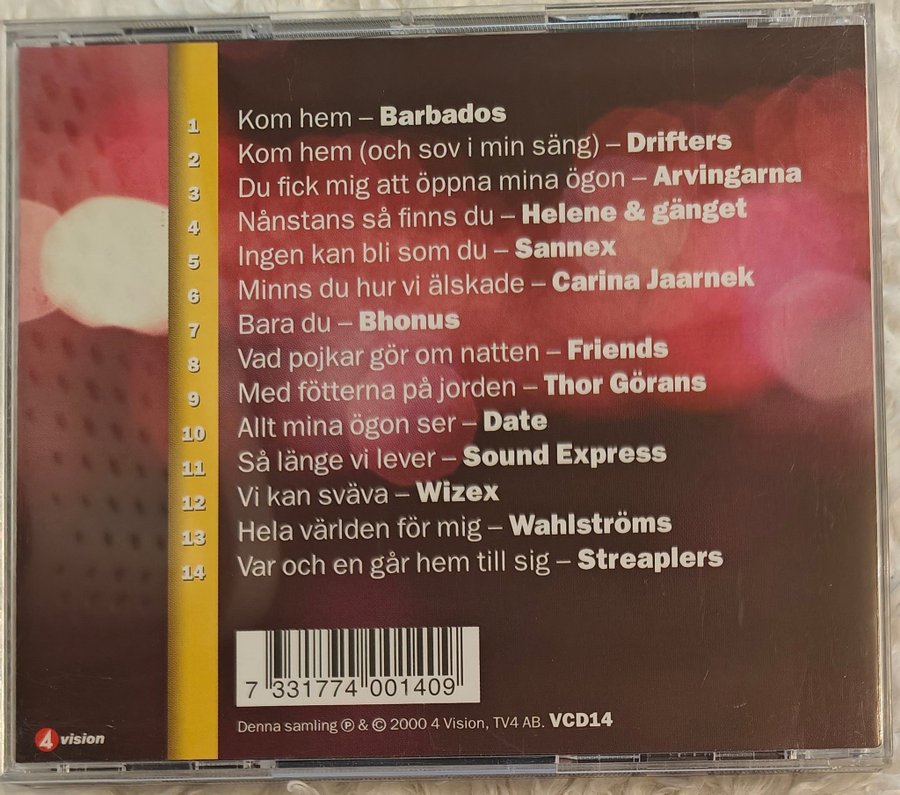 1 Kom hem – Barbados
2 Kom hem (och sov i min säng) – Drifters
3 Du fick mig att öppna mina ögon – Arvingarna
4 Nånstans så finns du – Helene & gänget
5 Ingen kan bli som du – Sannex
6 Minns du hur vi älskade – Carina Jaarnek
7 Bara du – Bhonus
8 Vad pojkar gör om natten – Friends
9 Med fötterna på jorden – Thor Görans
10 Allt mina ögon ser – Date
11 Så länge vi lever – Sound Express
12 Vi kan sväva – Wizex
13 Hela världen för mig – Wahlströms
14 Var och en går hem till sig – Streaplers
7 331774 001409
Denna samling ℗ & © 2000 4 Vision, TV4 AB. VCD14
4 vision